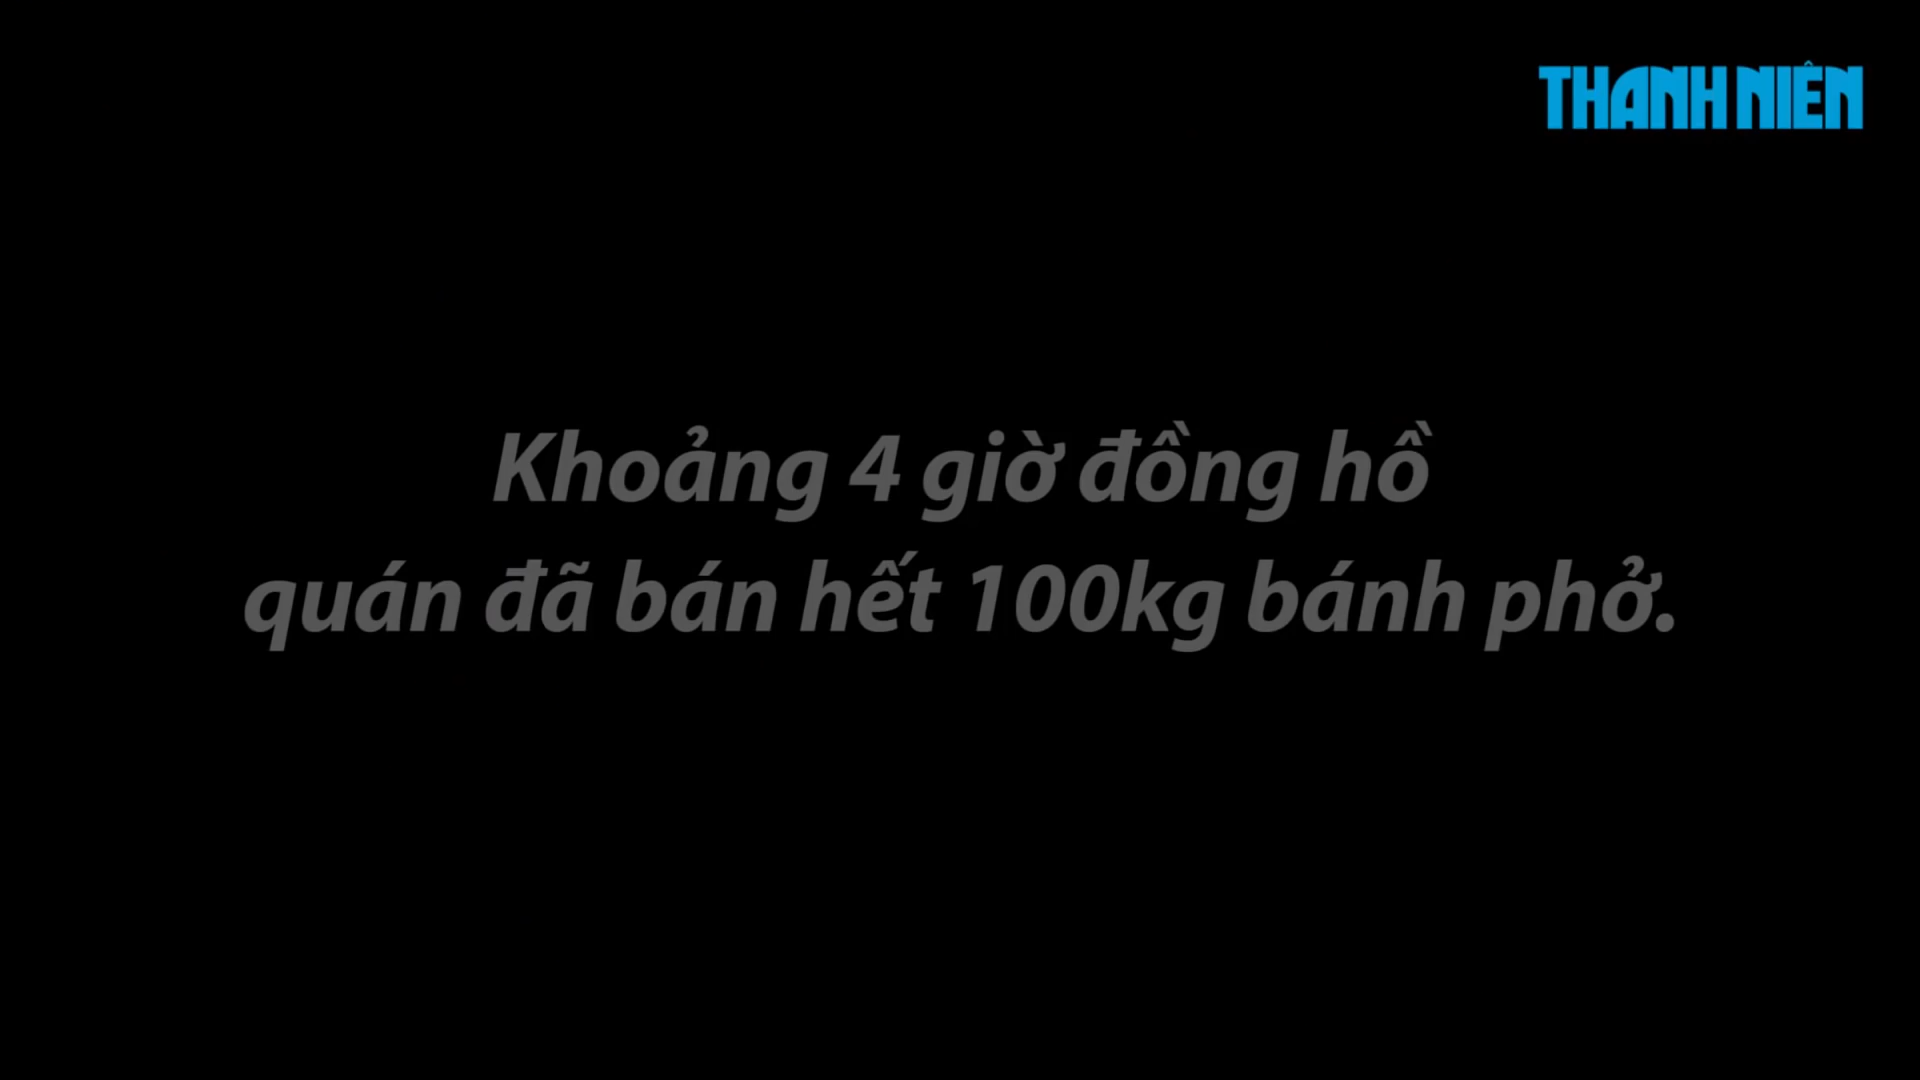 THANH NIÊN
Khoảng 4 giờ đồng hồ
quán đã bán hết 100kg bánh phở.